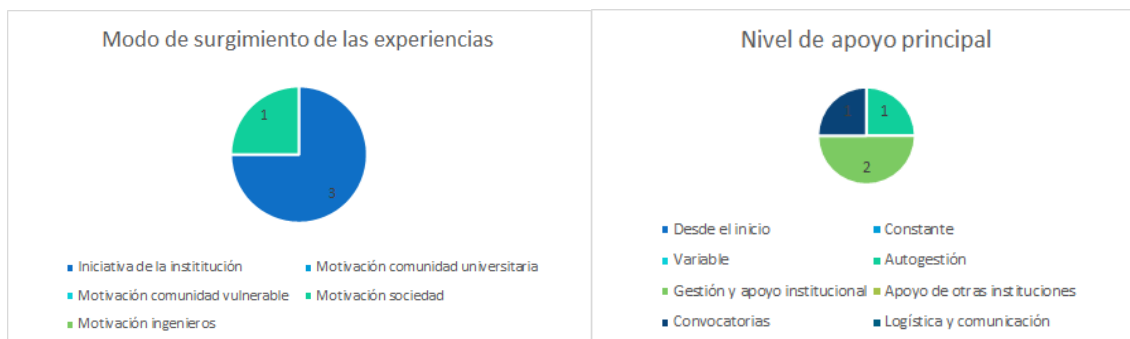 Modo de surgimiento de las experiencias
1
3
Iniciativa de la instititución
Motivación comunidad universitaria
Motivación comunidad vulnerable
Motivación sociedad
Motivación ingenieros
Nivel de apoyo principal
1
1
2
Desde el inicio
Constante
Variable
Autogestión
Gestión y apoyo institucional
Apoyo de otras instituciones
Convocatorias
Logística y comunicación